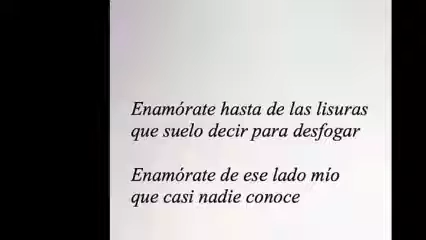 Enamórate hasta de las lisuras
que suelo decir para desfogar
Enamórate de ese lado mío
que casi nadie conoce